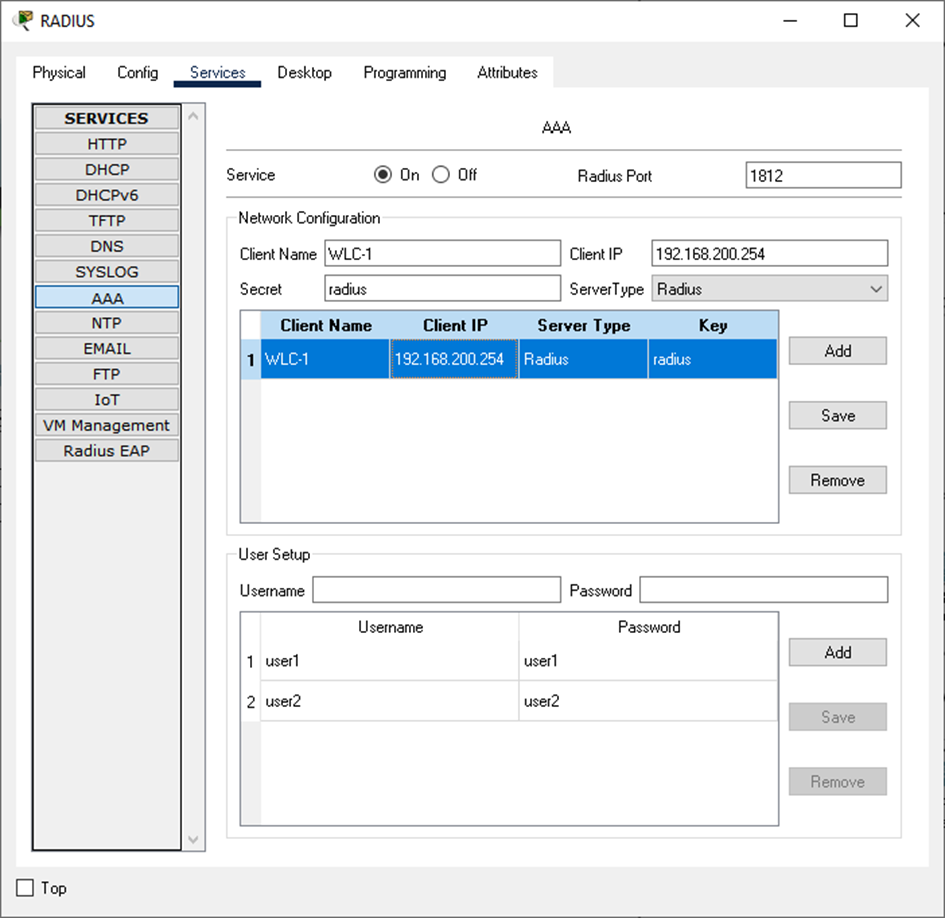 RADIUS
Physical Config Services Desktop Programming Attributes
SERVICES
HTTP
DHCP
DHCPv6
TFTP
DNS
SYSLOG
AAA
NTP
EMAIL
FTP
IoT
VM Management
Radius EAP
AAA
Service On Off Radius Port 1812
Network Configuration
Client Name WLC-1 Client IP 192.168.200.254
Secret radius ServerType Radius
Client Name Client IP Server Type Key
1 WLC-1 192.168.200.254 Radius radius
Add
Save
Remove
User Setup
Username Password
Username Password
1 user1 user1
2 user2 user2
Add
Save
Remove
Top